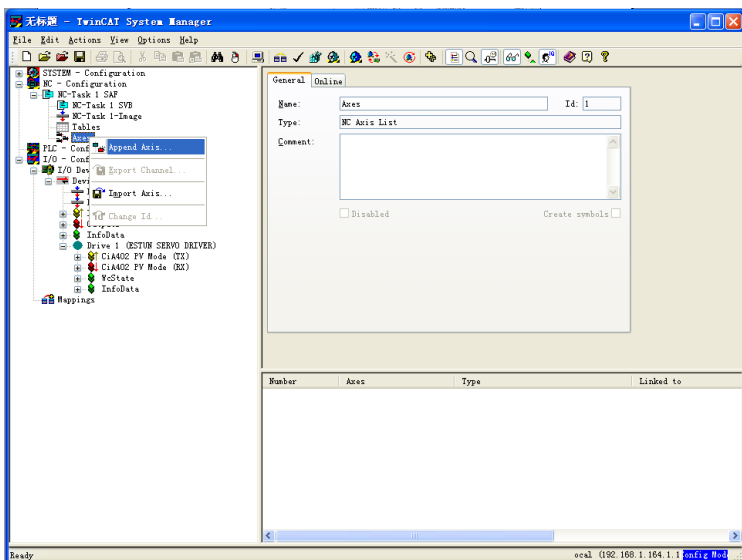 无标题 - TwinCAT System Manager
File Edit Actions View Options Help
SYSTEM - Configuration
NC - Configuration
NC-Task 1 SAF
NC-Task 1 SVB
NC-Task 1-Image
Tables
Axes
PLC - Conf
I/O - Conf
I/O Dev
Devi
InfoData
Drive 1 (ESTUN SERVO DRIVER)
CiA402 PV Mode (TX)
CiA402 PV Mode (RX)
WcState
InfoData
Mappings
Append Axis...
Export Channel...
Import Axis...
Change Id...
General Online
Name: Axes Id: 1
Type: NC Axis List
Comment:
Disabled Create symbols
Number Axes Type Linked to
Ready ocal (192.168.1.164.1.1 onfig Mod